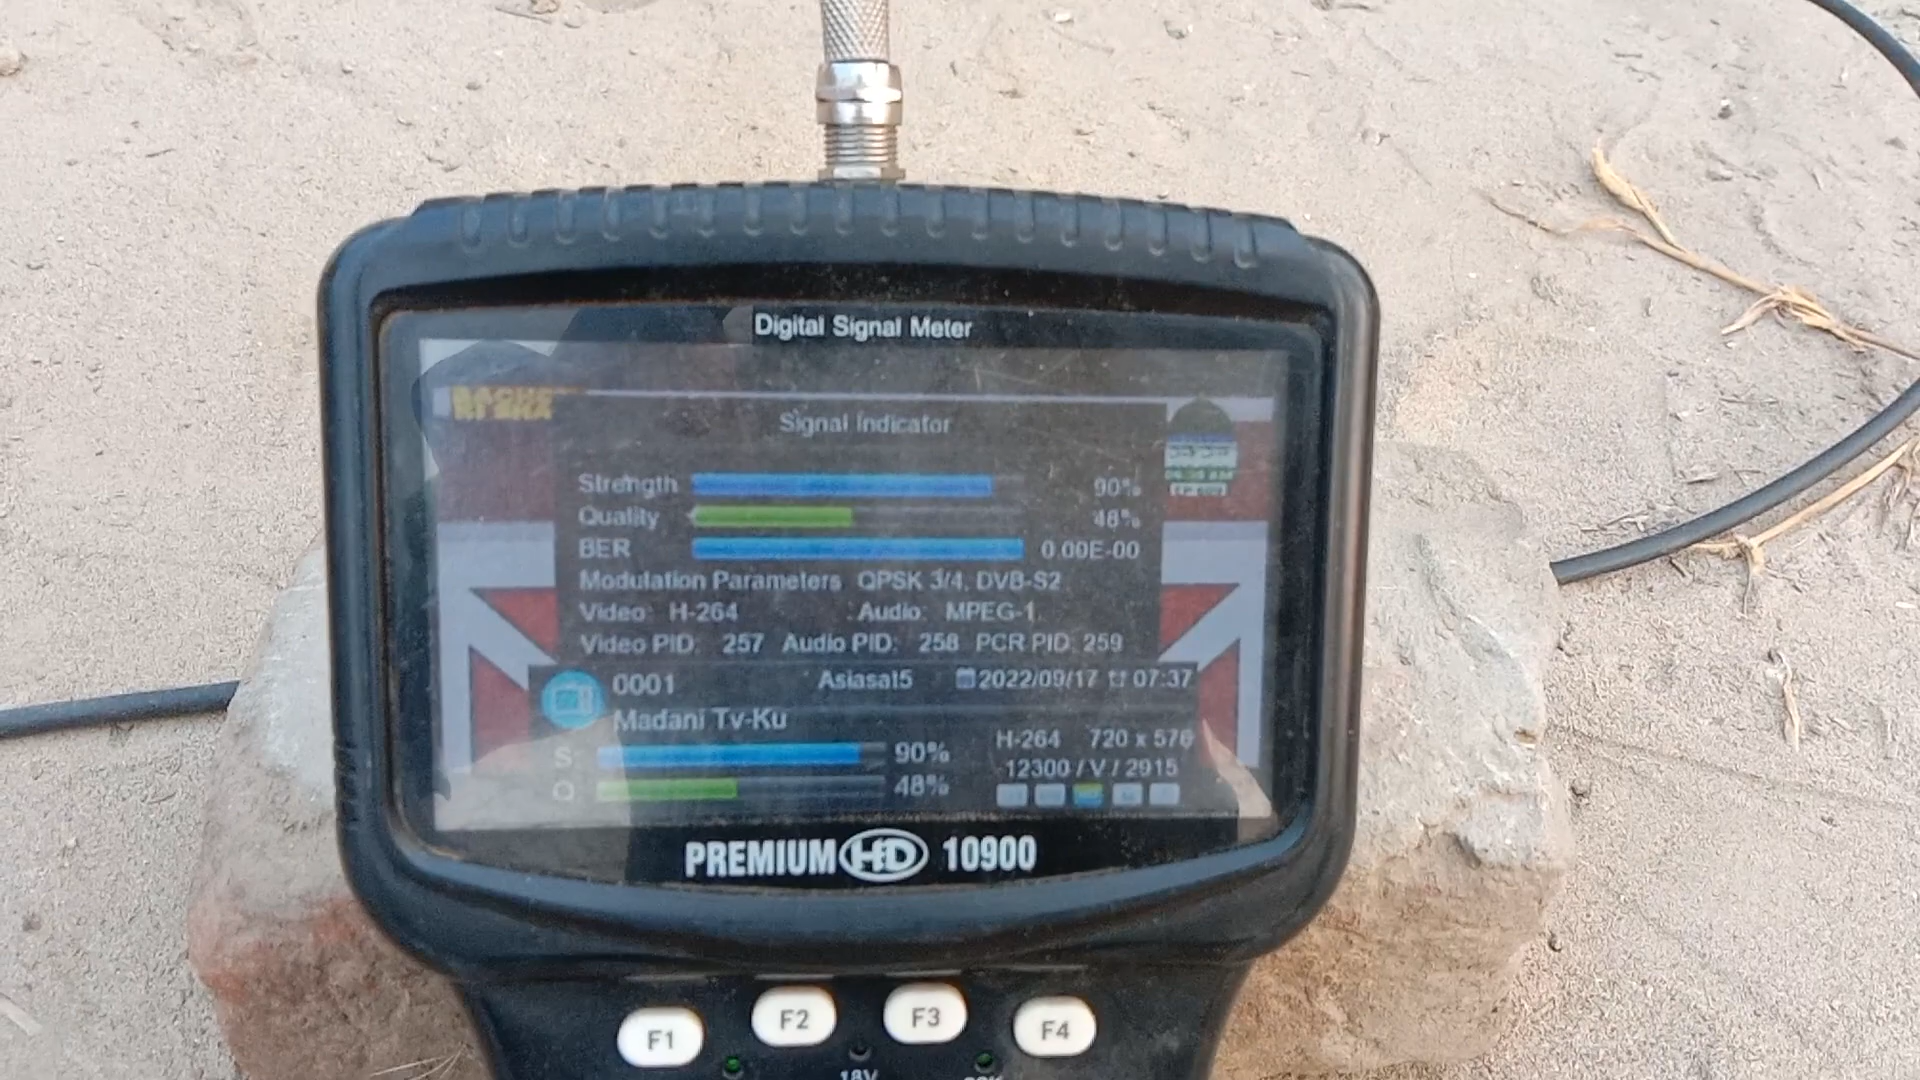 Digital Signal Meter
Signal Indicator
Strength 90%
Quality 48%
BER 0.00E-00
Modulation Parameters QPSK 3/4, DVB-S2
Video: H-264 Audio: MPEG-1
Video PID: 257 Audio PID: 258 PCR PID: 259
0001 Asiasat5 2022/09/17 07:37
Madani Tv-Ku
S 90% H-264 720 x 576
12300 / V / 2915
Q 48%
PREMIUM HD 10900
F1 F2 F3 F4
18V